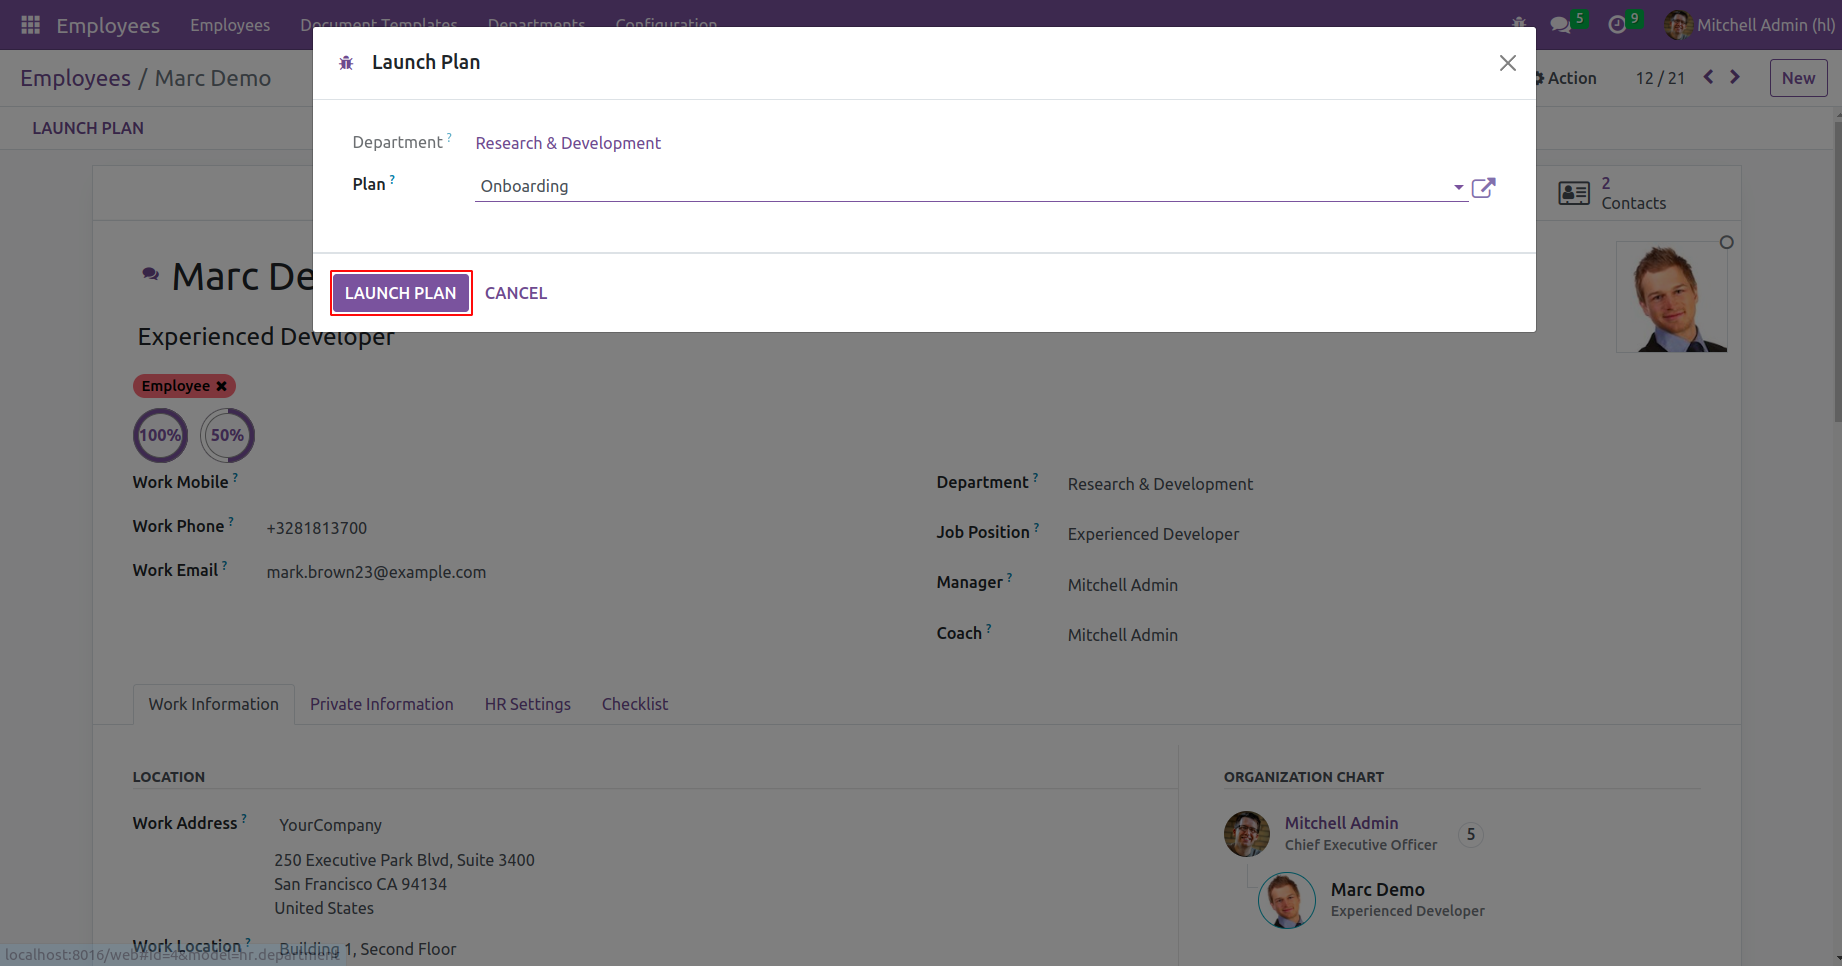 Employees Employees Document Templates Departments Configuration 5 9 Mitchell Admin (hl)
Launch Plan
Employees / Marc Demo Action 12 / 21 New
LAUNCH PLAN
Department ? Research & Development
Plan ? Onboarding
2
Contacts
LAUNCH PLAN CANCEL
Marc De
Experienced Developer
Employee
100% 50%
Work Mobile ?
Work Phone ? +3281813700
Work Email ? mark.brown23@example.com
Department ? Research & Development
Job Position ? Experienced Developer
Manager ? Mitchell Admin
Coach ? Mitchell Admin
Work Information Private Information HR Settings Checklist
LOCATION
Work Address ? YourCompany
250 Executive Park Blvd, Suite 3400
San Francisco CA 94134
United States
Work Location ? Building 1, Second Floor
ORGANIZATION CHART
Mitchell Admin
Chief Executive Officer
5
Marc Demo
Experienced Developer
localhost:8016/web#id=4&model=hr.department